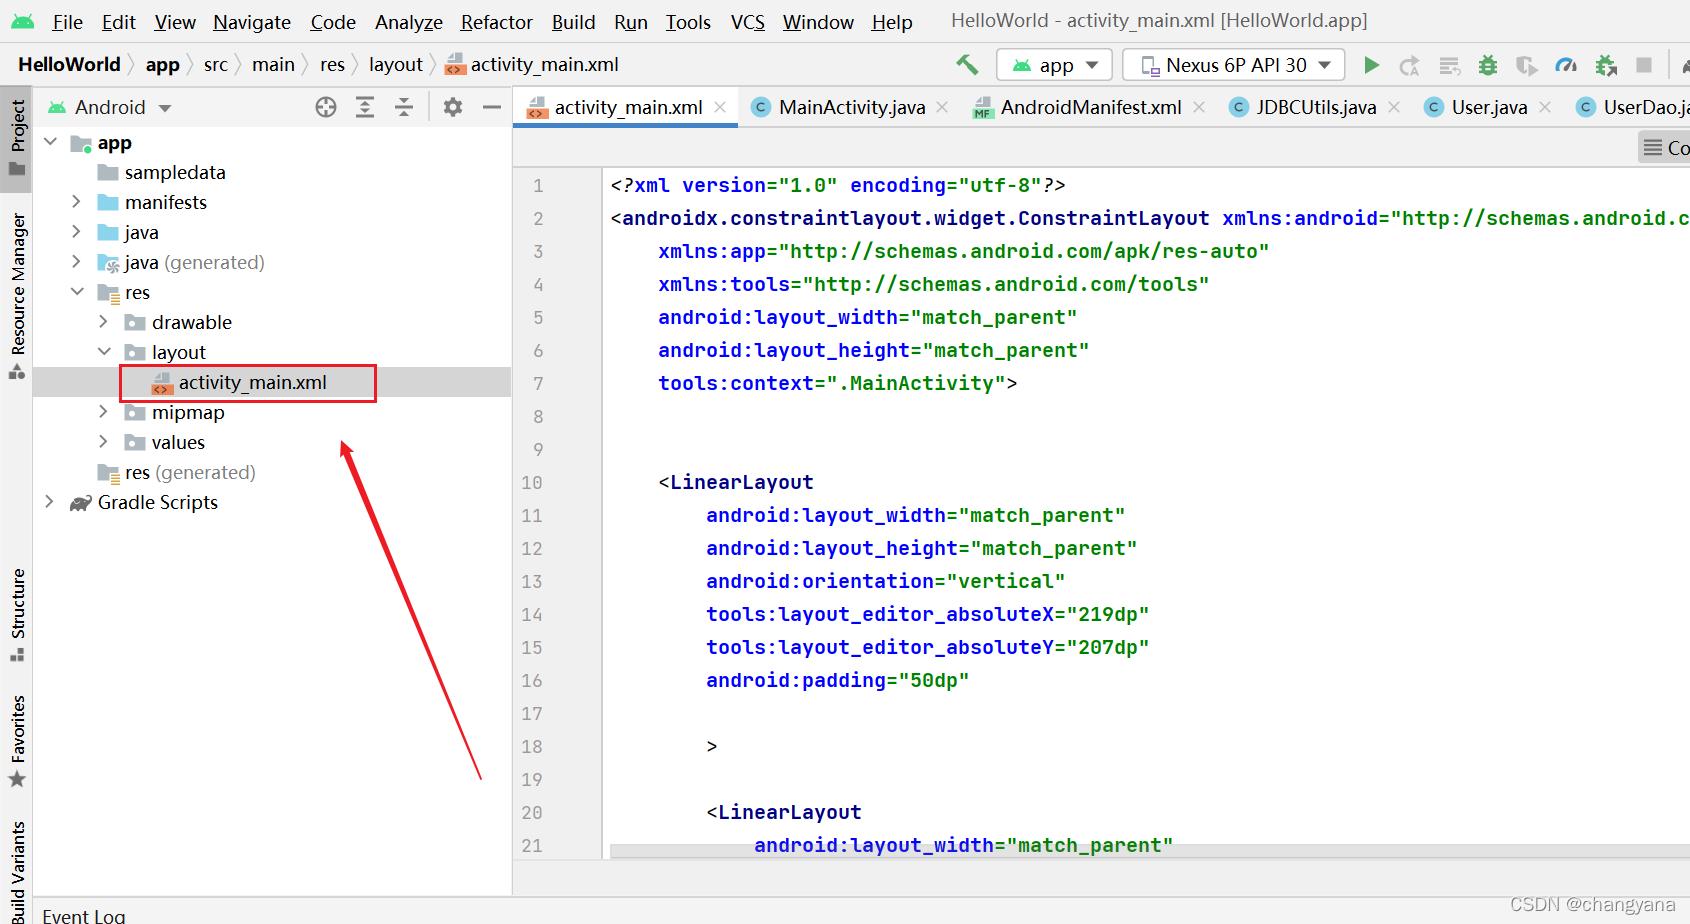 File Edit View Navigate Code Analyze Refactor Build Run Tools VCS Window Help HelloWorld - activity_main.xml [HelloWorld.app]
HelloWorld app src main res layout activity_main.xml app Nexus 6P API 30
Project
Resource Manager
Structure
Favorites
Build Variants
Android
app
sampledata
manifests
java
java (generated)
res
drawable
layout
activity_main.xml
mipmap
values
res (generated)
Gradle Scripts
activity_main.xml MainActivity.java AndroidManifest.xml JDBCUtils.java User.java UserDao.ja
Co
1 <?xml version="1.0" encoding="utf-8"?>
2 <androidx.constraintlayout.widget.ConstraintLayout xmlns:android="http://schemas.android.c
3 xmlns:app="http://schemas.android.com/apk/res-auto"
4 xmlns:tools="http://schemas.android.com/tools"
5 android:layout_width="match_parent"
6 android:layout_height="match_parent"
7 tools:context=".MainActivity">
8
9
10 <LinearLayout
11 android:layout_width="match_parent"
12 android:layout_height="match_parent"
13 android:orientation="vertical"
14 tools:layout_editor_absoluteX="219dp"
15 tools:layout_editor_absoluteY="207dp"
16 android:padding="50dp"
17
18 >
19
20 <LinearLayout
21 android:layout_width="match_parent"
Event Log
CSDN @changyana